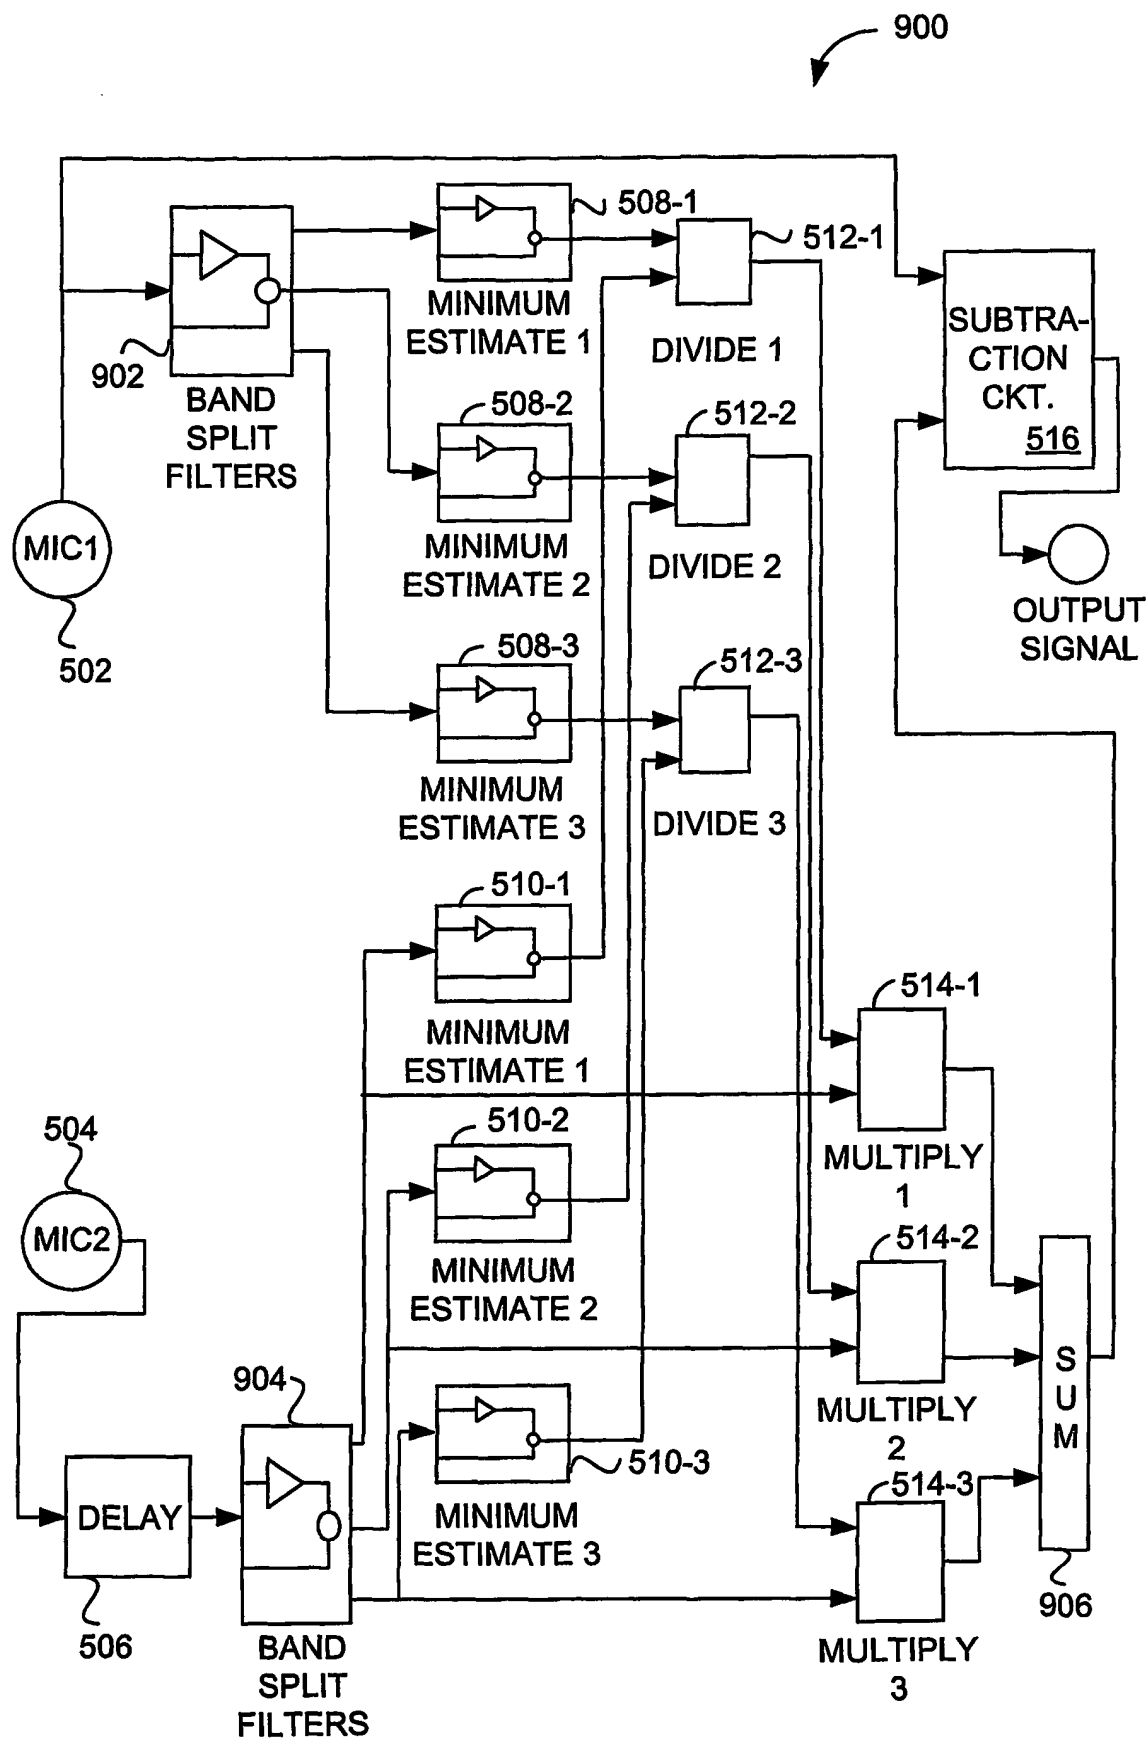 900
508-1
512-1
MINIMUM
ESTIMATE 1
DIVIDE 1
902
BAND
SPLIT
FILTERS
SUBTRA-
CTION
CKT.
516
508-2
512-2
MIC1
MINIMUM
ESTIMATE 2
DIVIDE 2
OUTPUT
SIGNAL
502
508-3
512-3
MINIMUM
ESTIMATE 3
DIVIDE 3
510-1
MINIMUM
ESTIMATE 1
514-1
MULTIPLY
1
504
MIC2
510-2
MINIMUM
ESTIMATE 2
514-2
MULTIPLY
2
SUM
906
904
510-3
MINIMUM
ESTIMATE 3
514-3
MULTIPLY
3
DELAY
506
BAND
SPLIT
FILTERS